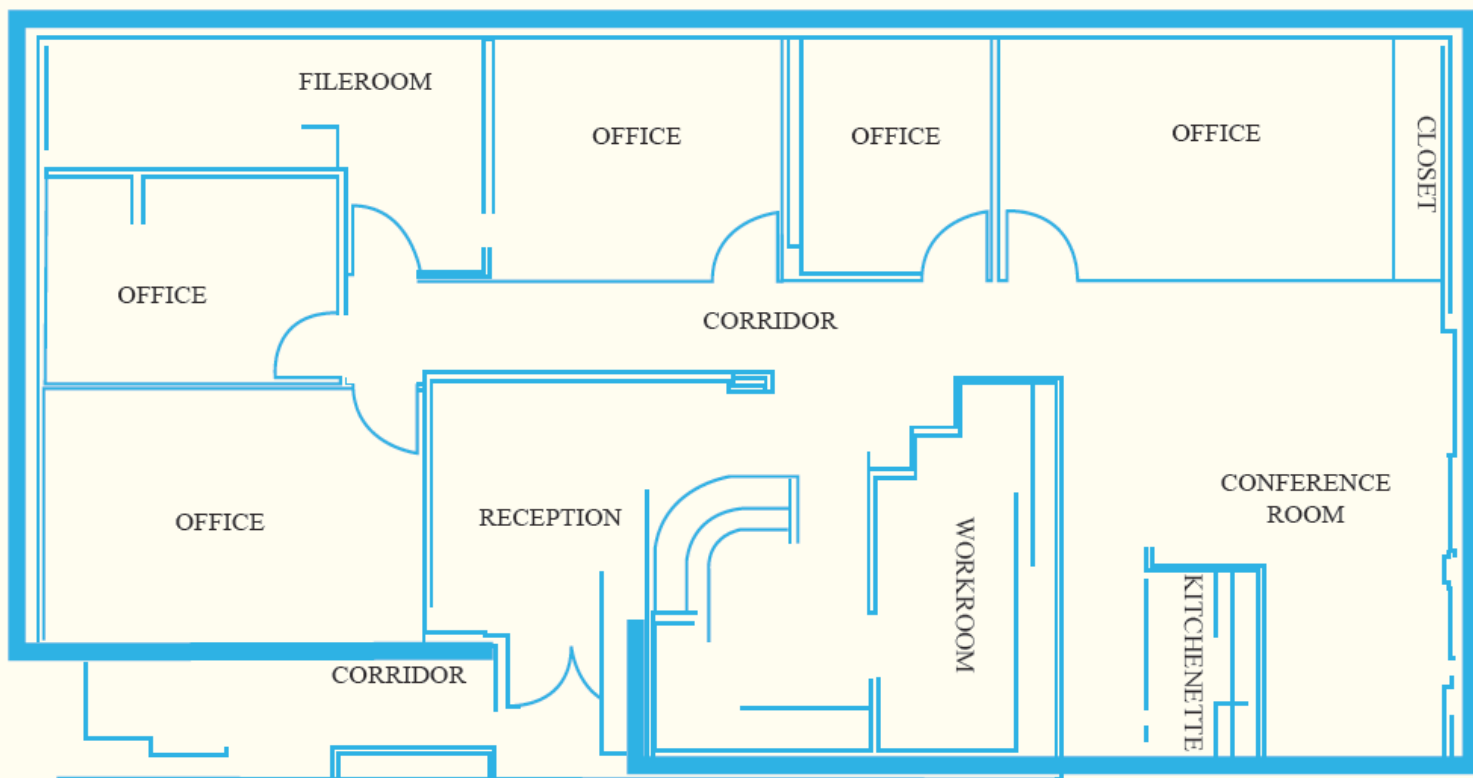 FILEROOM
OFFICE
OFFICE
OFFICE
CLOSET
OFFICE
CORRIDOR
OFFICE
RECEPTION
WORKROOM
CONFERENCE
ROOM
KITCHENETTE
CORRIDOR